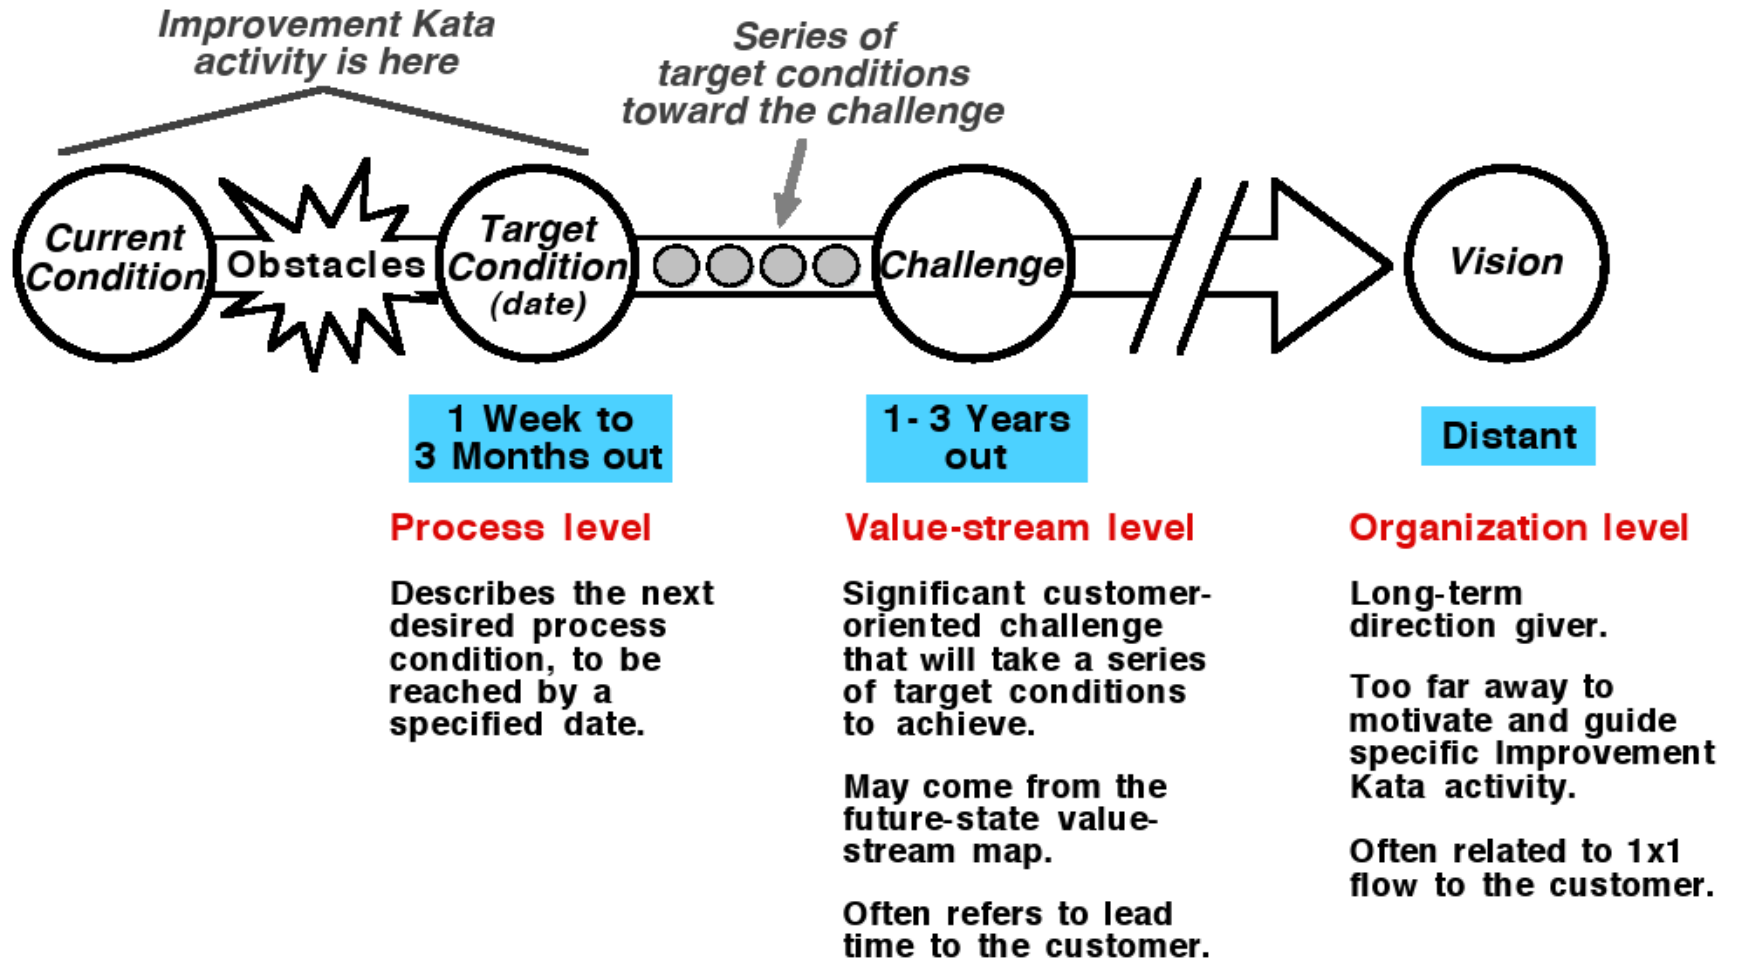 Improvement Kata
activity is here
Series of
target conditions
toward the challenge
Current
Condition
Obstacles
Target
Condition
(date)
Challenge
Vision
1 Week to
3 Months out
1- 3 Years
out
Distant
Process level
Describes the next
desired process
condition, to be
reached by a
specified date.
Value-stream level
Significant customer-
oriented challenge
that will take a series
of target conditions
to achieve.
May come from the
future-state value-
stream map.
Often refers to lead
time to the customer.
Organization level
Long-term
direction giver.
Too far away to
motivate and guide
specific Improvement
Kata activity.
Often related to 1x1
flow to the customer.